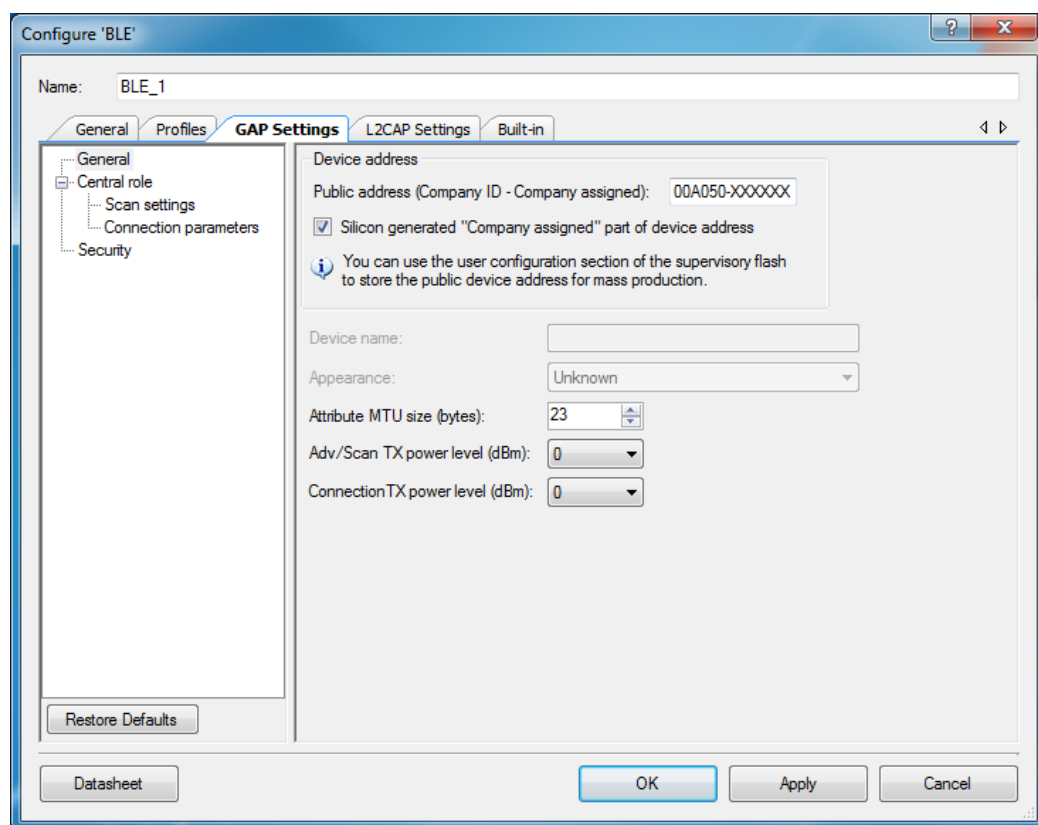 Configure 'BLE'
Name: BLE_1
General Profiles GAP Settings L2CAP Settings Built-in
General
Central role
Scan settings
Connection parameters
Security
Restore Defaults
Device address
Public address (Company ID - Company assigned): 00A050-XXXXXX
Silicon generated "Company assigned" part of device address
You can use the user configuration section of the supervisory flash
to store the public device address for mass production.
Device name:
Appearance: Unknown
Attribute MTU size (bytes): 23
Adv/Scan TX power level (dBm): 0
Connection TX power level (dBm): 0
Datasheet OK Apply Cancel